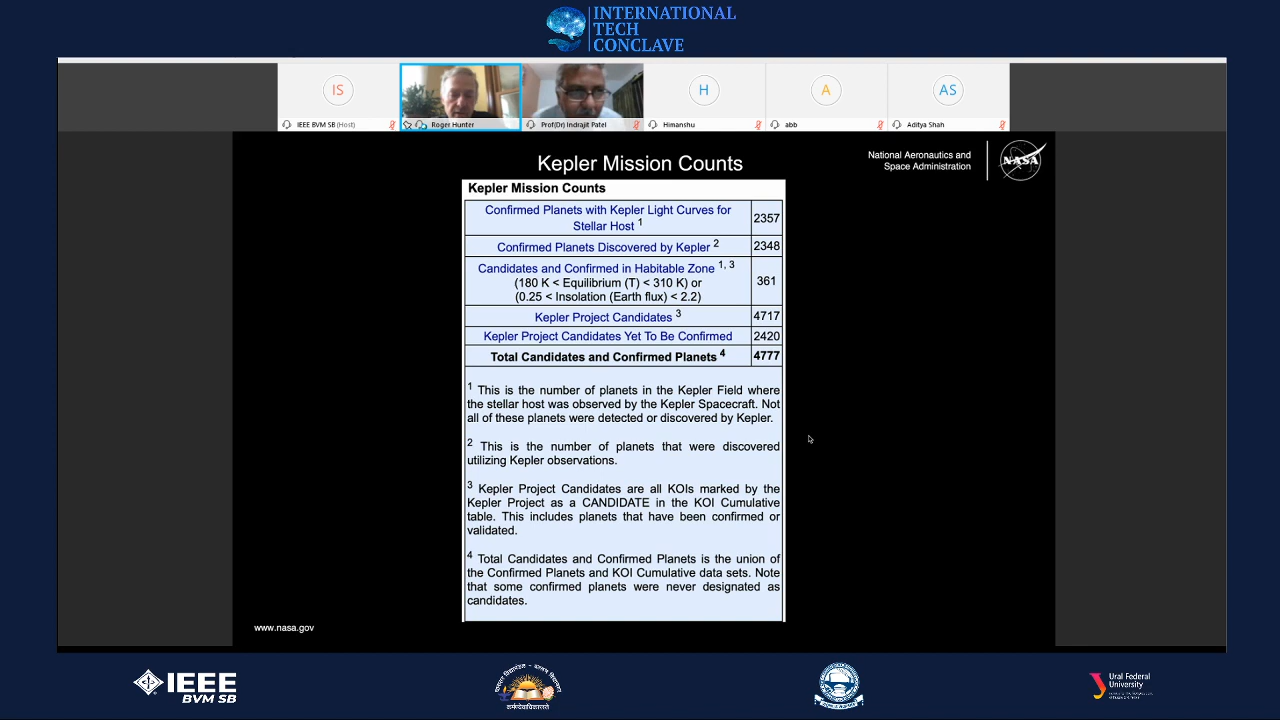 INTERNATIONAL
TECH
CONCLAVE
IS
H
A
AS
IEEE BVM SB (Host)
Roger Hunter
Prof(Dr) Indrajit Patel
Himanshu
abb
Aditya Shah
Kepler Mission Counts
National Aeronautics and
Space Administration
NASA
Kepler Mission Counts
Confirmed Planets with Kepler Light Curves for
Stellar Host 1
2357
Confirmed Planets Discovered by Kepler 2
2348
Candidates and Confirmed in Habitable Zone 1, 3
(180 K < Equilibrium (T) < 310 K) or
(0.25 < Insolation (Earth flux) < 2.2)
361
Kepler Project Candidates 3
4717
Kepler Project Candidates Yet To Be Confirmed
2420
Total Candidates and Confirmed Planets 4
4777
1 This is the number of planets in the Kepler Field where
the stellar host was observed by the Kepler Spacecraft. Not
all of these planets were detected or discovered by Kepler.
2 This is the number of planets that were discovered
utilizing Kepler observations.
3 Kepler Project Candidates are all KOIs marked by the
Kepler Project as a CANDIDATE in the KOI Cumulative
table. This includes planets that have been confirmed or
validated.
4 Total Candidates and Confirmed Planets is the union of
the Confirmed Planets and KOI Cumulative data sets. Note
that some confirmed planets were never designated as
candidates.
www.nasa.gov
IEEE
BVM SB
कर्मण्येवाधिकारस्ते
Ural Federal
University